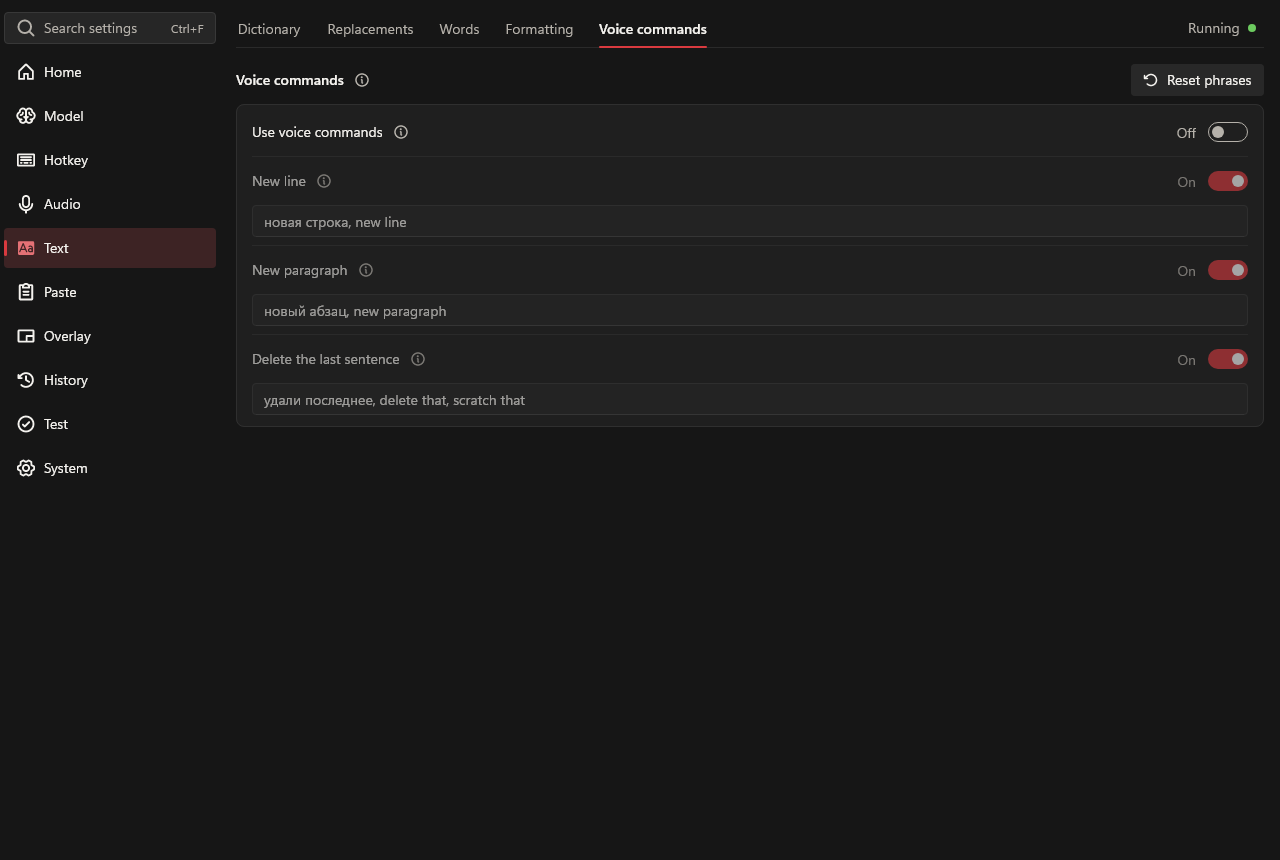 Search settings Ctrl+F
Home
Model
Hotkey
Audio
Aa Text
Paste
Overlay
History
Test
System
Dictionary Replacements Words Formatting Voice commands Running
Voice commands Reset phrases
Use voice commands Off
New line On
новая строка, new line
New paragraph On
новый абзац, new paragraph
Delete the last sentence On
удали последнее, delete that, scratch that